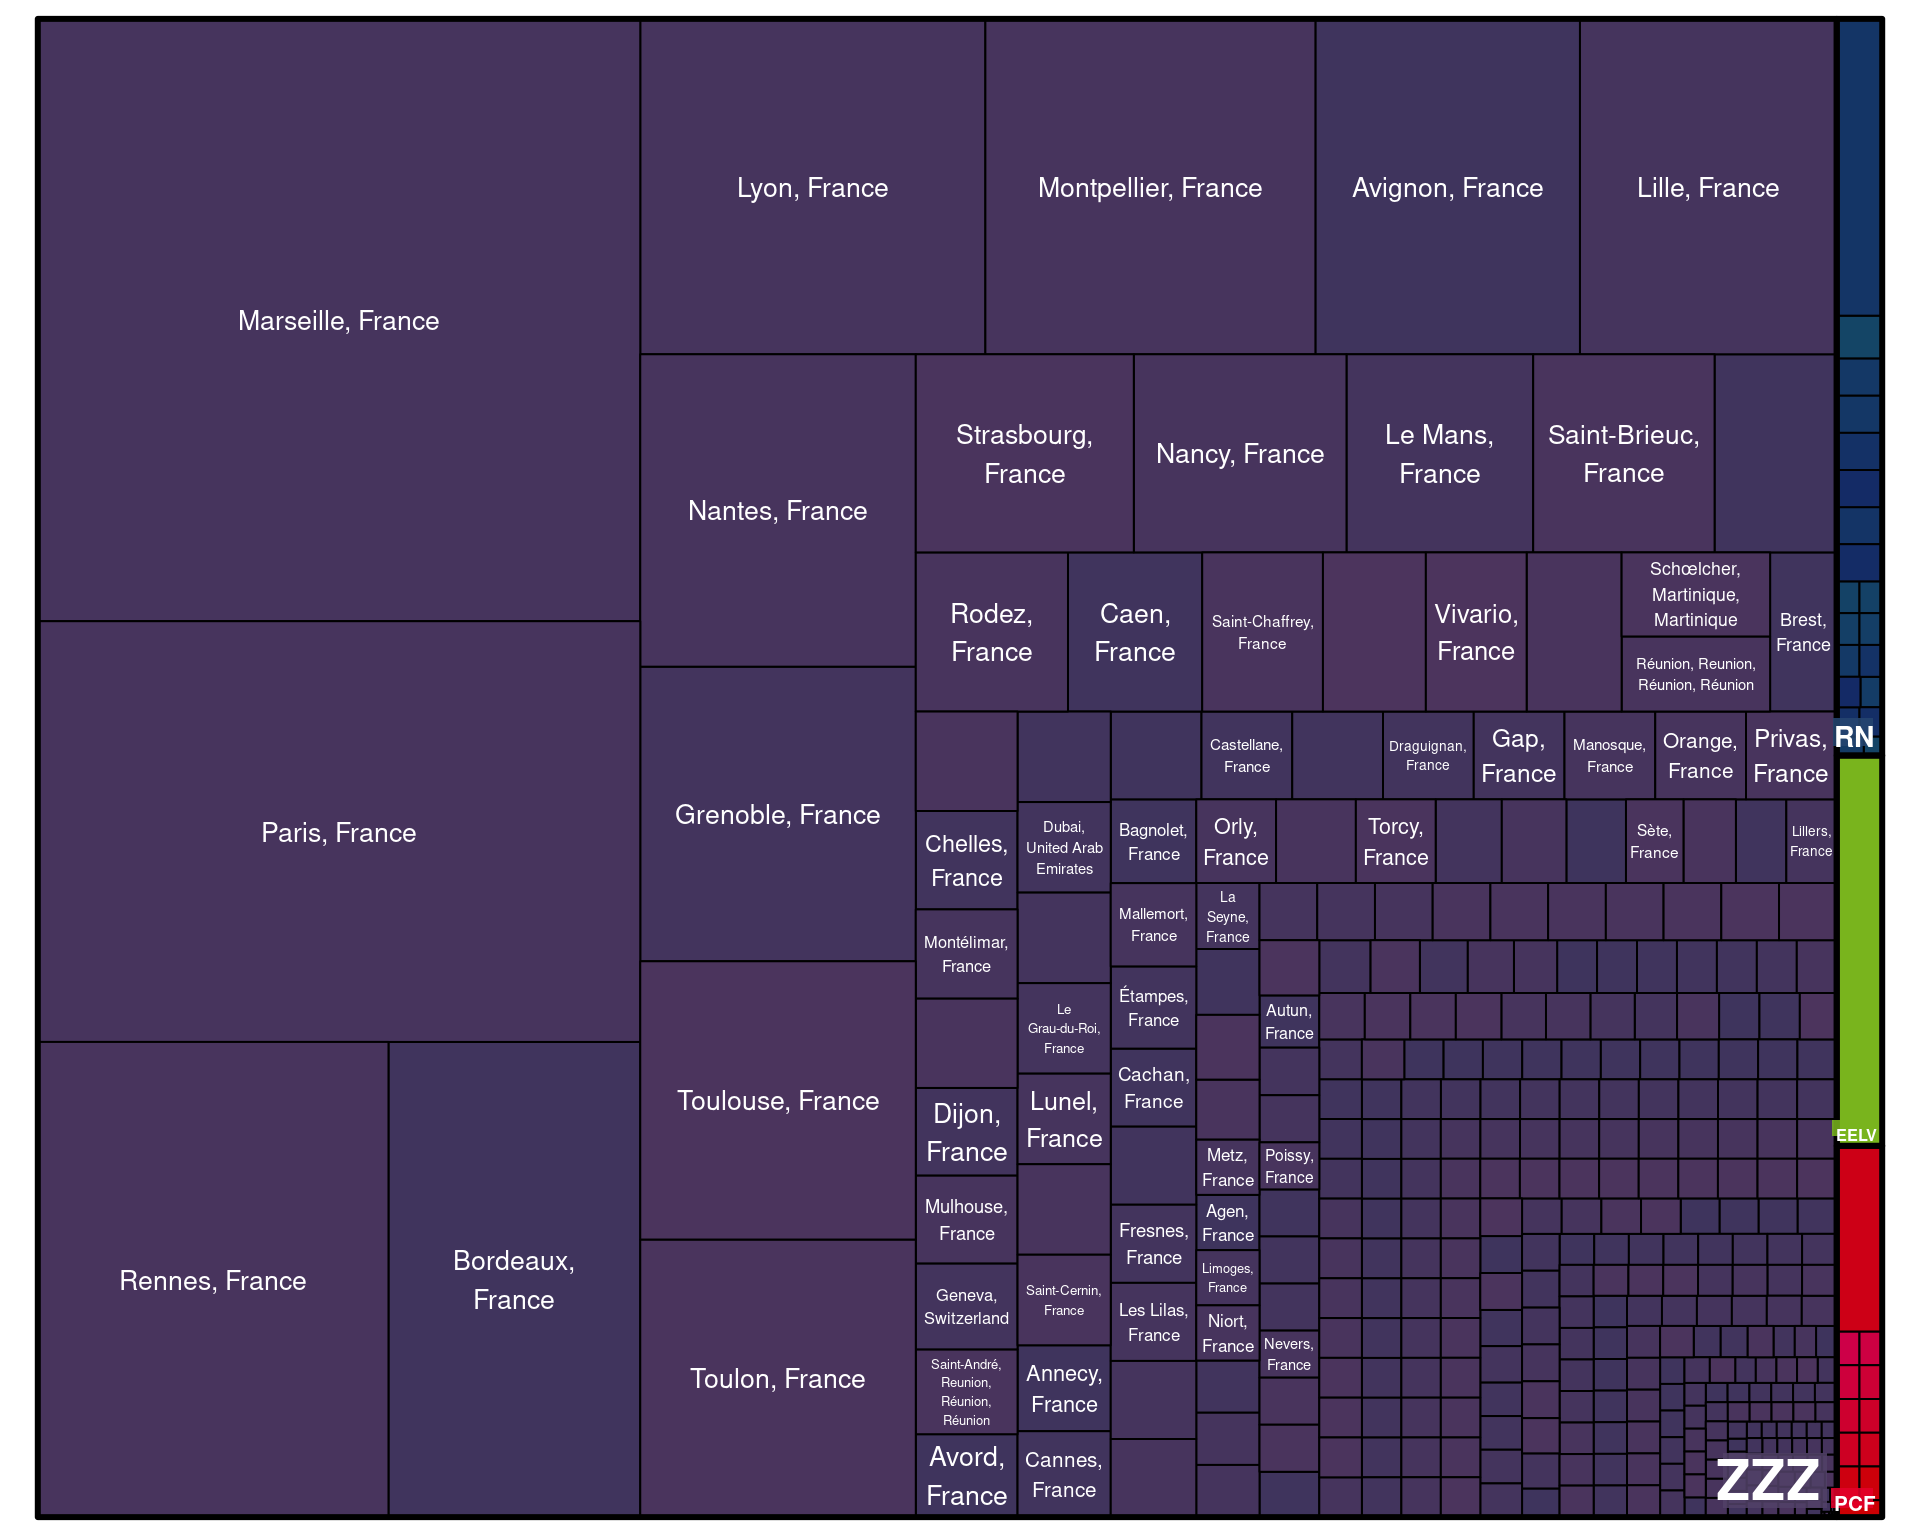 Marseille, France
Lyon, France
Montpellier, France
Avignon, France
Lille, France
Paris, France
Rennes, France
Bordeaux,
France
Nantes, France
Grenoble, France
Toulouse, France
Toulon, France
Strasbourg,
France
Nancy, France
Le Mans,
France
Saint-Brieuc,
France
Rodez,
France
Caen,
France
Saint-Chaffrey,
France
Vivario,
France
Schœlcher,
Martinique,
Martinique
Réunion, Reunion,
Réunion, Réunion
Brest,
France
Chelles,
France
Montélimar,
France
Dijon,
France
Mulhouse,
France
Geneva,
Switzerland
Saint-André,
Reunion,
Réunion,
Réunion
Avord,
France
Dubai,
United Arab
Emirates
Le
Grau-du-Roi,
France
Lunel,
France
Saint-Cernin,
France
Annecy,
France
Cannes,
France
Castellane,
France
Draguignan,
France
Gap,
France
Manosque,
France
Orange,
France
Privas,
France
Bagnolet,
France
Mallemort,
France
Étampes,
France
Cachan,
France
Fresnes,
France
Les Lilas,
France
Orly,
France
Torcy,
France
Sète,
France
Lillers,
France
La
Seyne,
France
Metz,
France
Agen,
France
Limoges,
France
Niort,
France
Autun,
France
Poissy,
France
Nevers,
France
ZZZ
RN
EELV
PCF